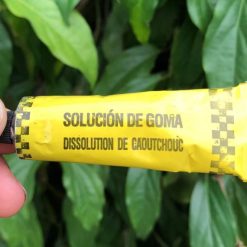 SOLUCIÓN DE GOMA
DISSOLUTION DE CAOUTCHOUC